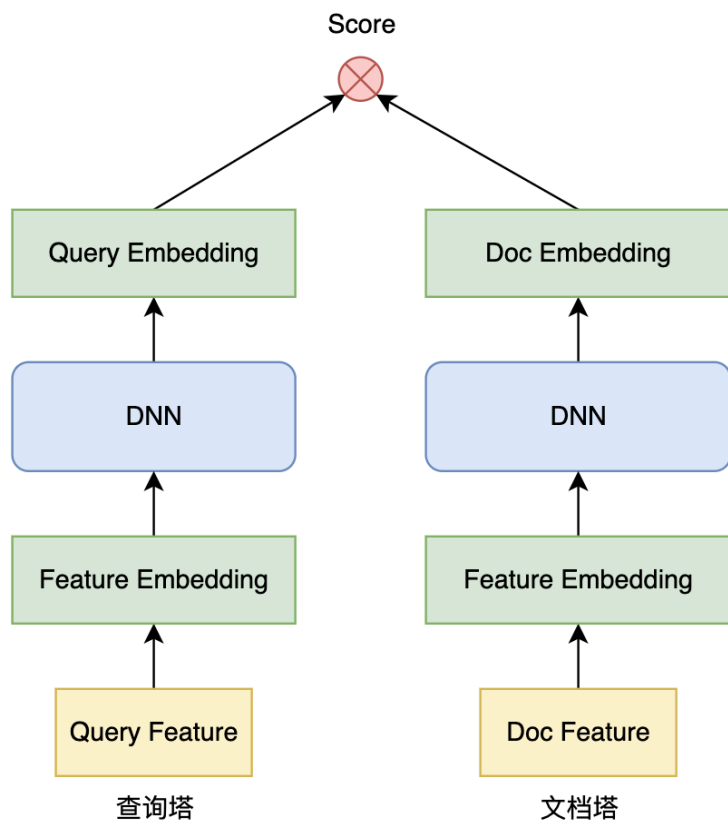 Score
Query Embedding
Doc Embedding
DNN
DNN
Feature Embedding
Feature Embedding
Query Feature
Doc Feature
查询塔
文档塔